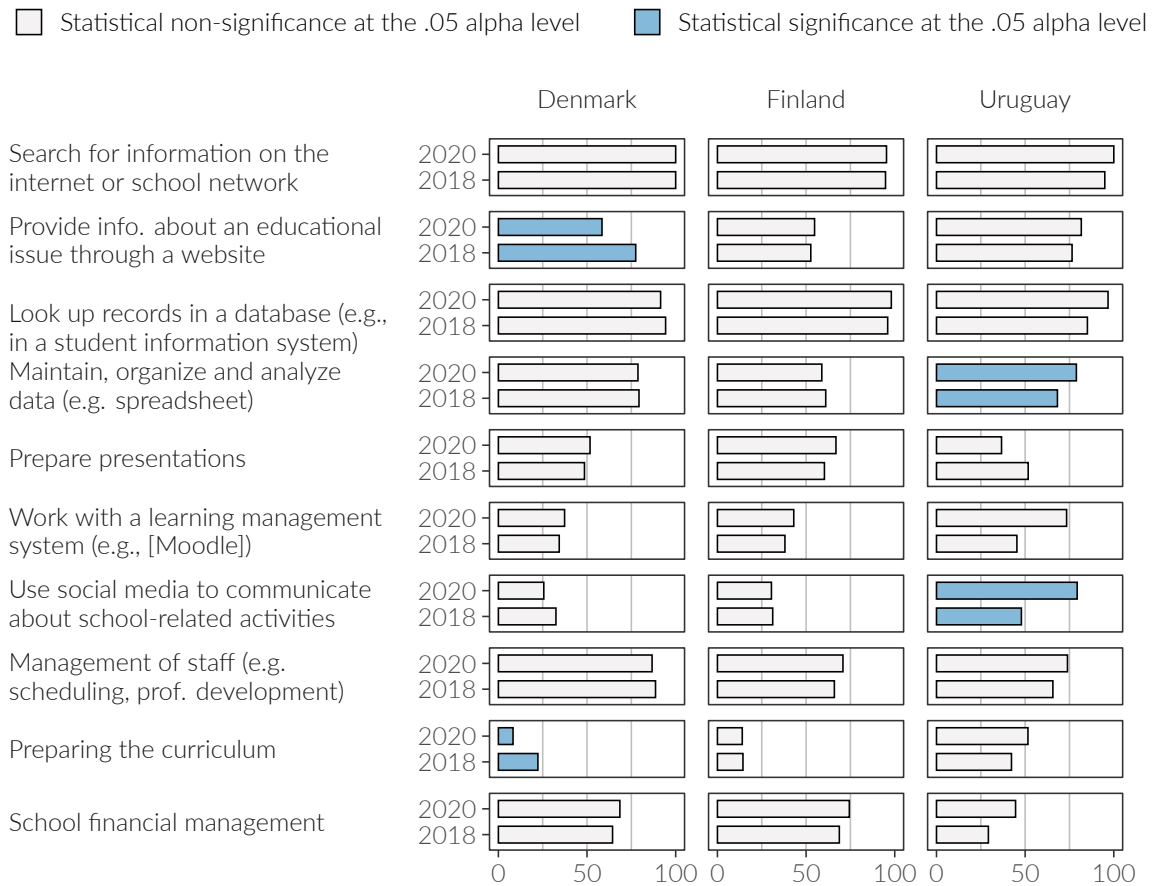 Statistical non-significance at the .05 alpha level
Statistical significance at the .05 alpha level
Denmark
Finland
Uruguay
Search for information on the
internet or school network
2020
2018
Provide info. about an educational
issue through a website
2020
2018
Look up records in a database (e.g.,
in a student information system)
2020
2018
Maintain, organize and analyze
data (e.g. spreadsheet)
2020
2018
Prepare presentations
2020
2018
Work with a learning management
system (e.g., [Moodle])
2020
2018
Use social media to communicate
about school-related activities
2020
2018
Management of staff (e.g.
scheduling, prof. development)
2020
2018
Preparing the curriculum
2020
2018
School financial management
2020
2018
0 50 100 0 50 100 0 50 100